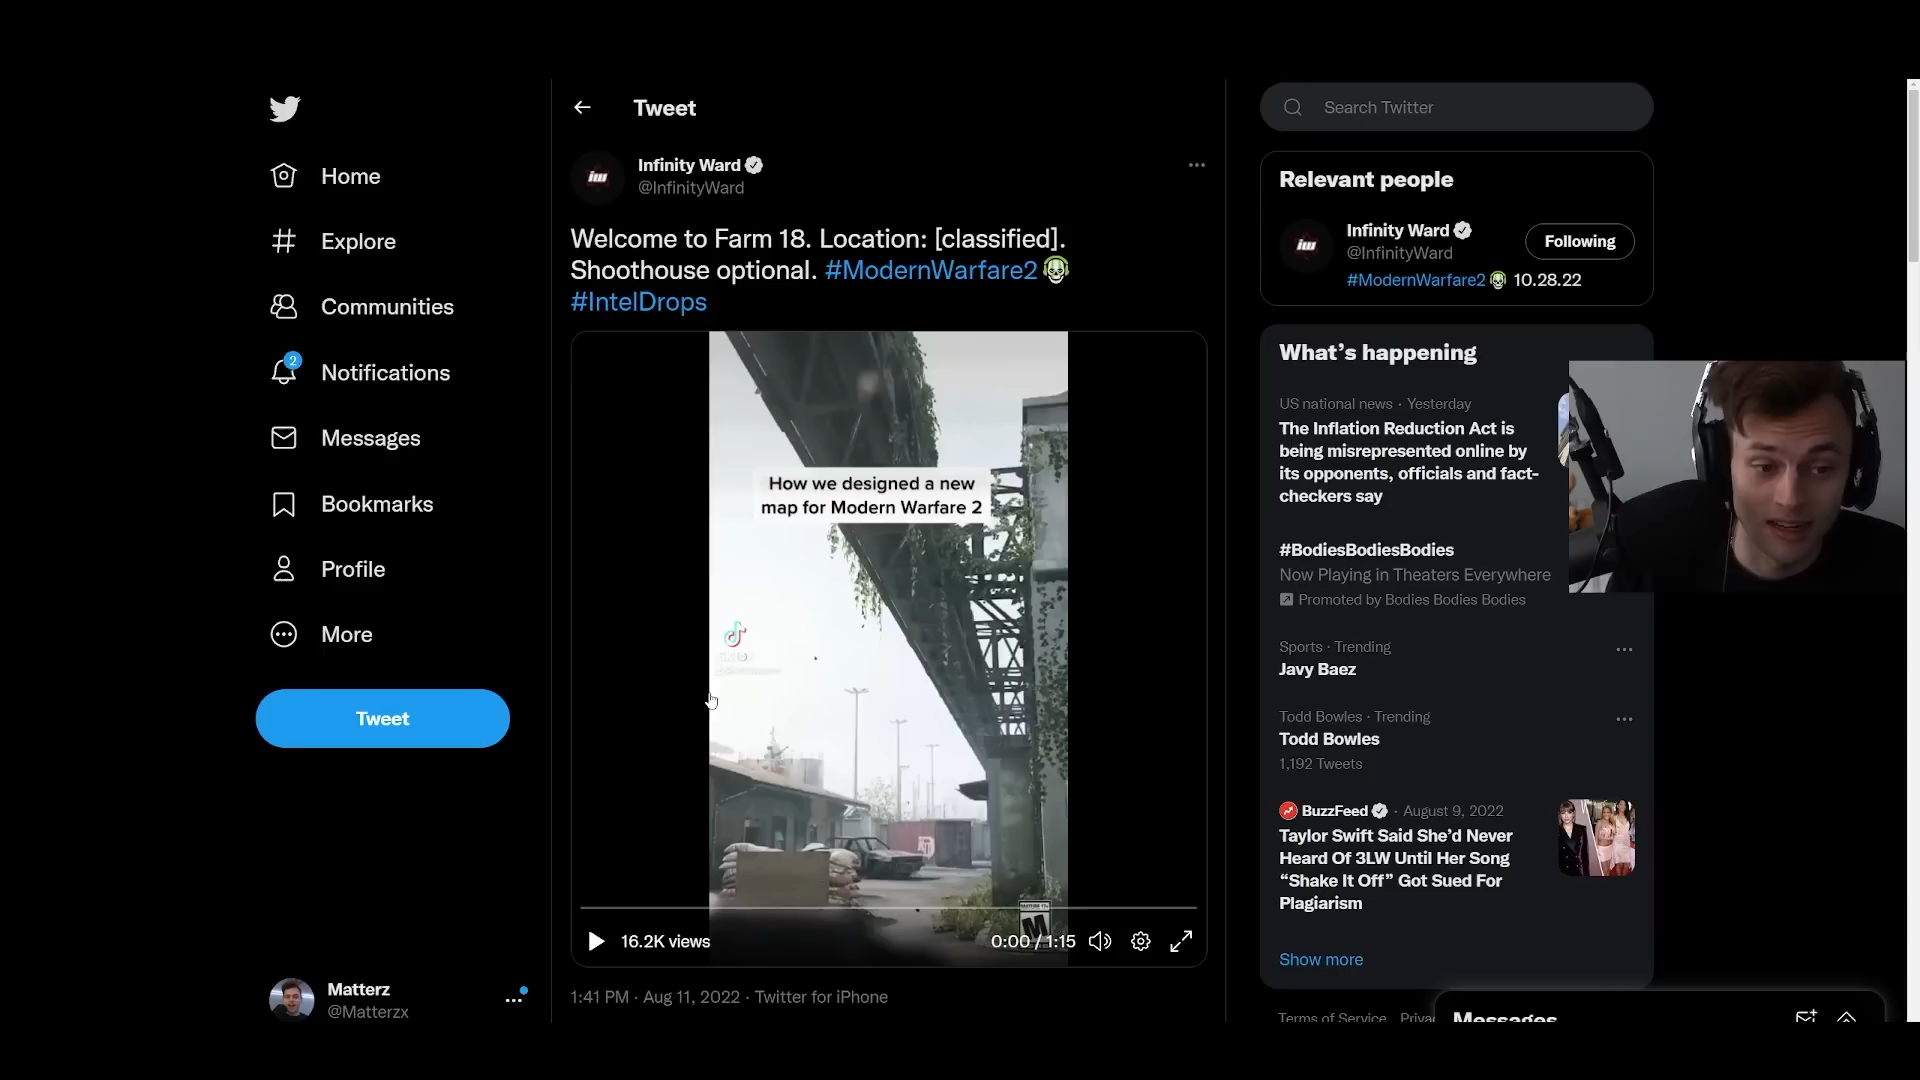 Home
Explore
Communities
2
Notifications
Messages
Bookmarks
Profile
More
Tweet
Matterz
@Matterzx
Tweet
iw
Infinity Ward
@InfinityWard
Welcome to Farm 18. Location: [classified].
Shoothouse optional. #ModernWarfare2
#IntelDrops
How we designed a new
map for Modern Warfare 2
M
16.2K views
0:00 / 1:15
1:41 PM · Aug 11, 2022 · Twitter for iPhone
Search Twitter
Relevant people
iw
Infinity Ward
@InfinityWard
Following
#ModernWarfare2 10.28.22
What's happening
US national news · Yesterday
The Inflation Reduction Act is
being misrepresented online by
its opponents, officials and fact-
checkers say
#BodiesBodiesBodies
Now Playing in Theaters Everywhere
Promoted by Bodies Bodies Bodies
Sports · Trending
Javy Baez
Todd Bowles · Trending
Todd Bowles
1,192 Tweets
BuzzFeed · August 9, 2022
Taylor Swift Said She'd Never
Heard Of 3LW Until Her Song
“Shake It Off” Got Sued For
Plagiarism
Show more
Terms of Service
Messages